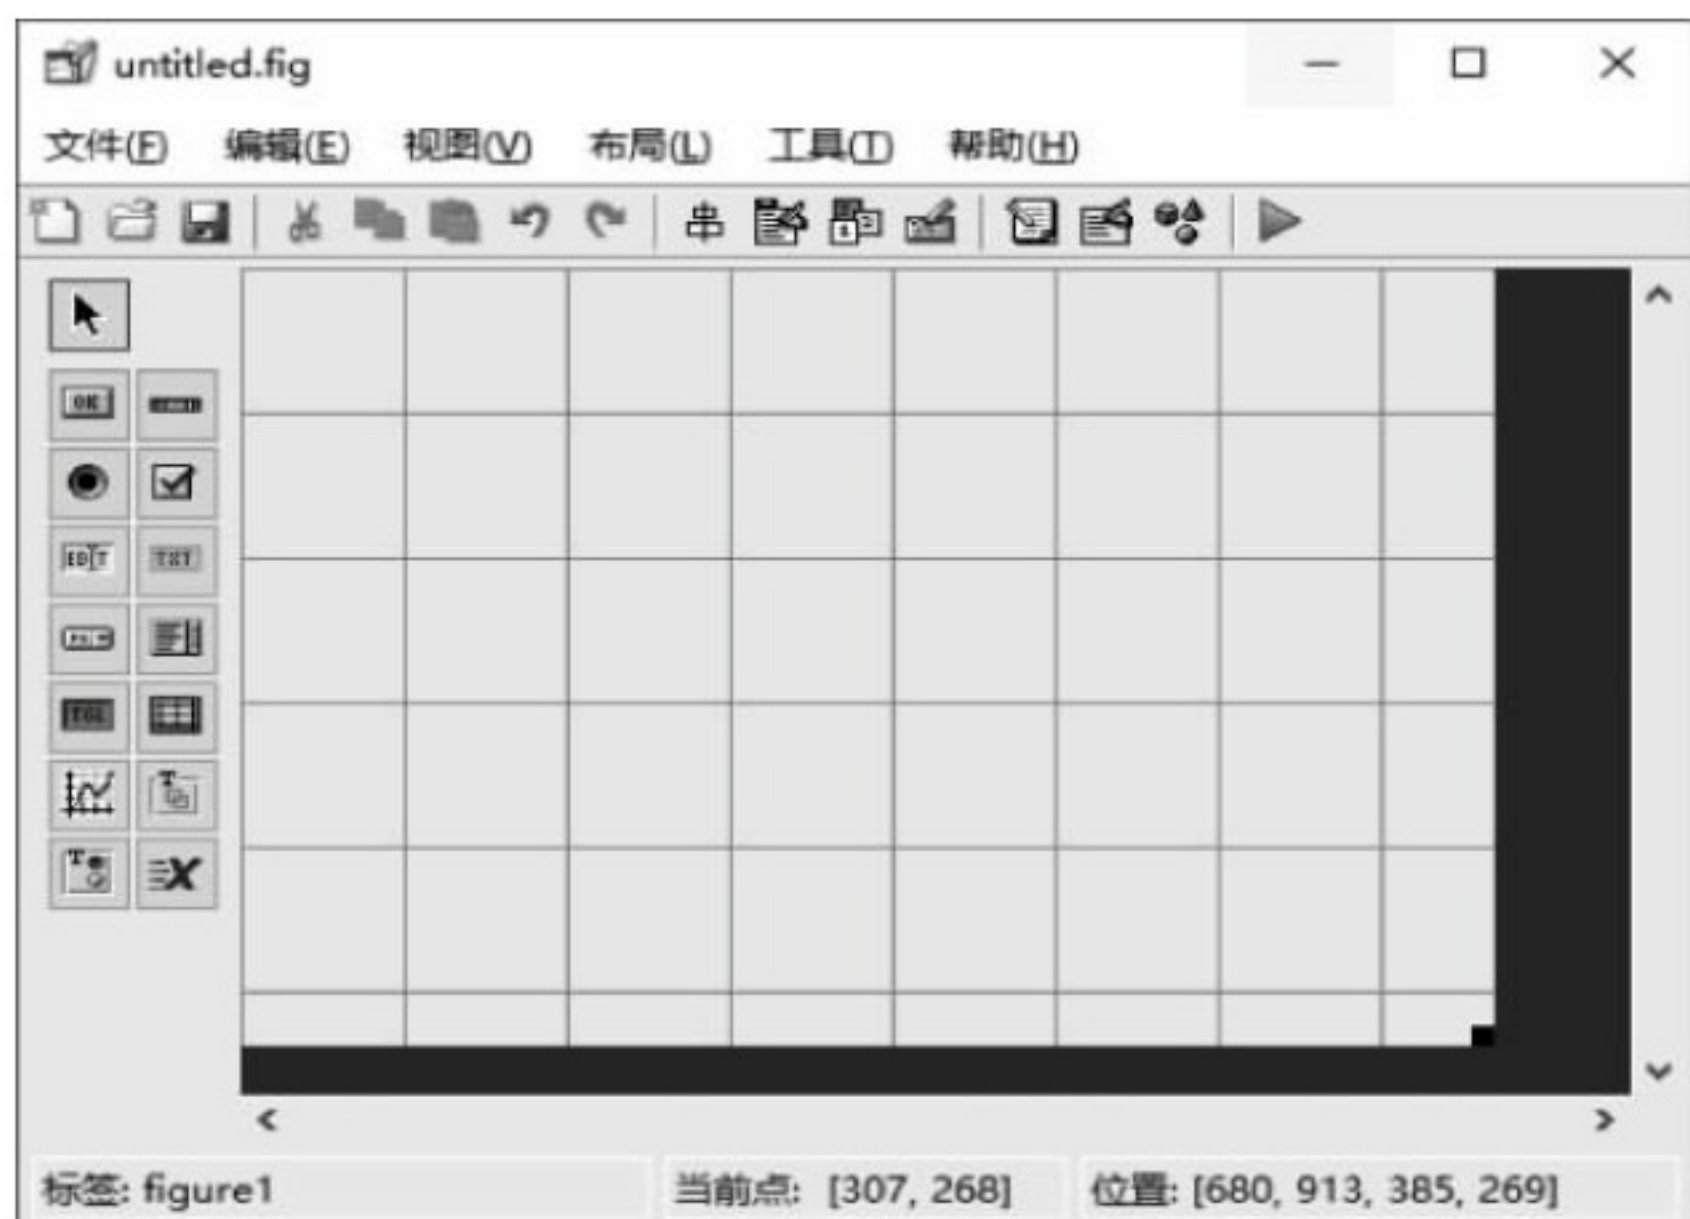 untitled.fig
文件(F) 编辑(E) 视图(V) 布局(L) 工具(T) 帮助(H)
OK
EDIT TXT
TGL
标签: figure1 当前点: [307, 268] 位置: [680, 913, 385, 269]